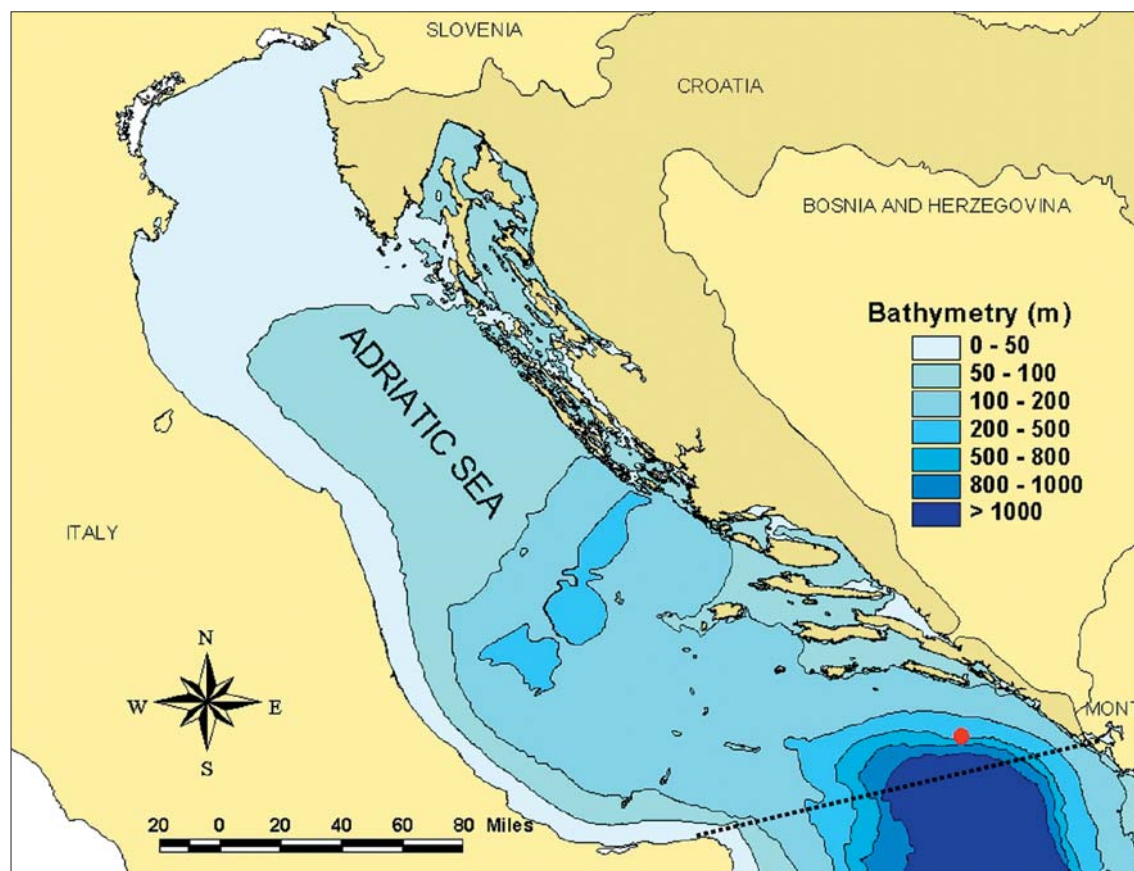 SLOVENIA
CROATIA
BOSNIA AND HERZEGOVINA
Bathymetry (m)
0 - 50
50 - 100
100 - 200
200 - 500
500 - 800
800 - 1000
> 1000
ADRIATIC SEA
ITALY
N
W E
S
MONT
20 0 20 40 60 80 Miles